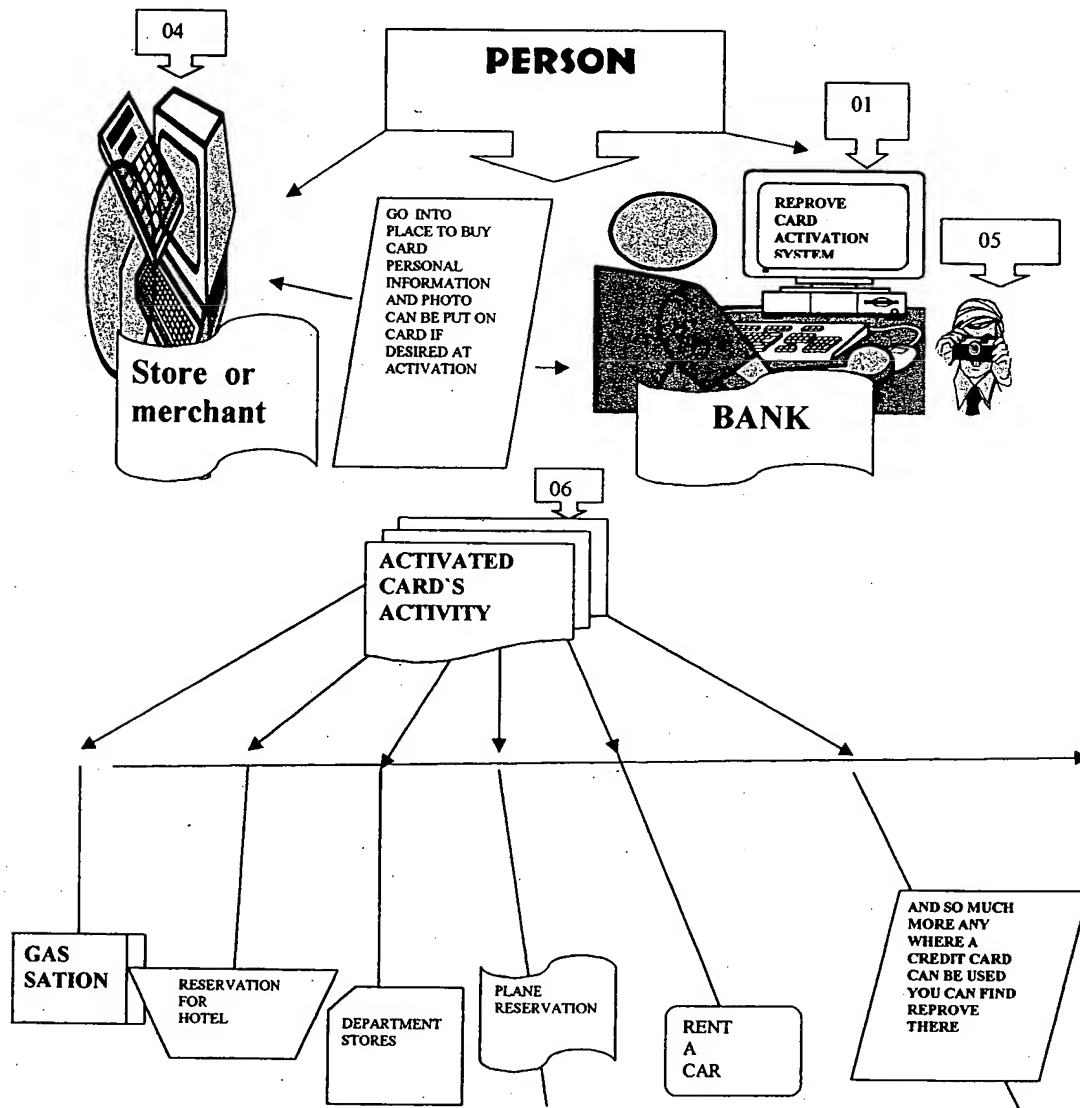 04
PERSON
01
REPROVE
CARD
ACTIVATION
SYSTEM
05
GO INTO
PLACE TO BUY
CARD
PERSONAL
INFORMATION
AND PHOTO
CAN BE PUT ON
CARD IF
DESIRED AT
ACTIVATION
Store or
merchant
BANK
06
ACTIVATED
CARD`S
ACTIVITY
GAS
SATION
RESERVATION
FOR
HOTEL
DEPARTMENT
STORES
PLANE
RESERVATION
RENT
A
CAR
AND SO MUCH
MORE ANY
WHERE A
CREDIT CARD
CAN BE USED
YOU CAN FIND
REPROVE
THERE